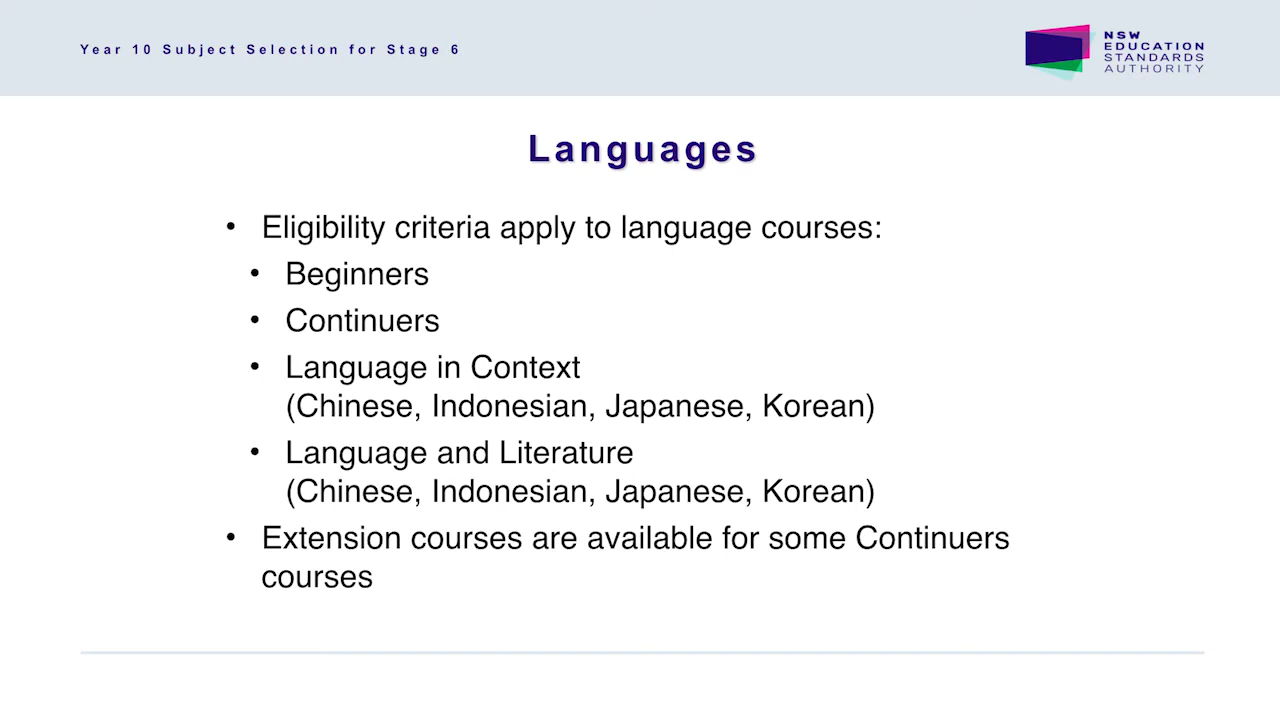 Year 10 Subject Selection for Stage 6
NSW
EDUCATION
STANDARDS
AUTHORITY
Languages
• Eligibility criteria apply to language courses:
• Beginners
• Continuers
• Language in Context
(Chinese, Indonesian, Japanese, Korean)
• Language and Literature
(Chinese, Indonesian, Japanese, Korean)
• Extension courses are available for some Continuers
courses